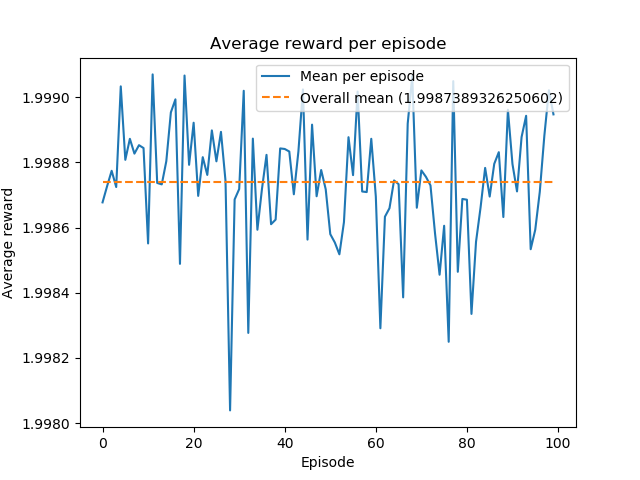 Average reward per episode
Mean per episode
Overall mean (1.9987389326250602)
1.9990
1.9988
1.9986
1.9984
1.9982
1.9980
Average reward
0 20 40 60 80 100
Episode